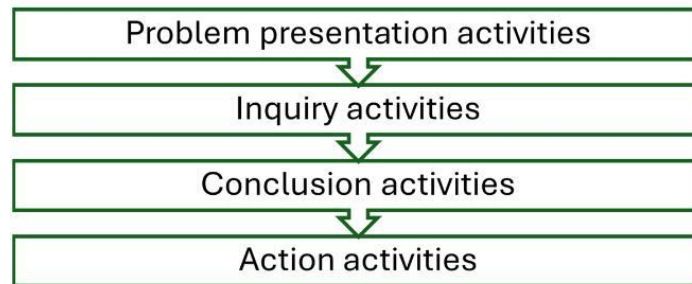 Problem presentation activities
Inquiry activities
Conclusion activities
Action activities